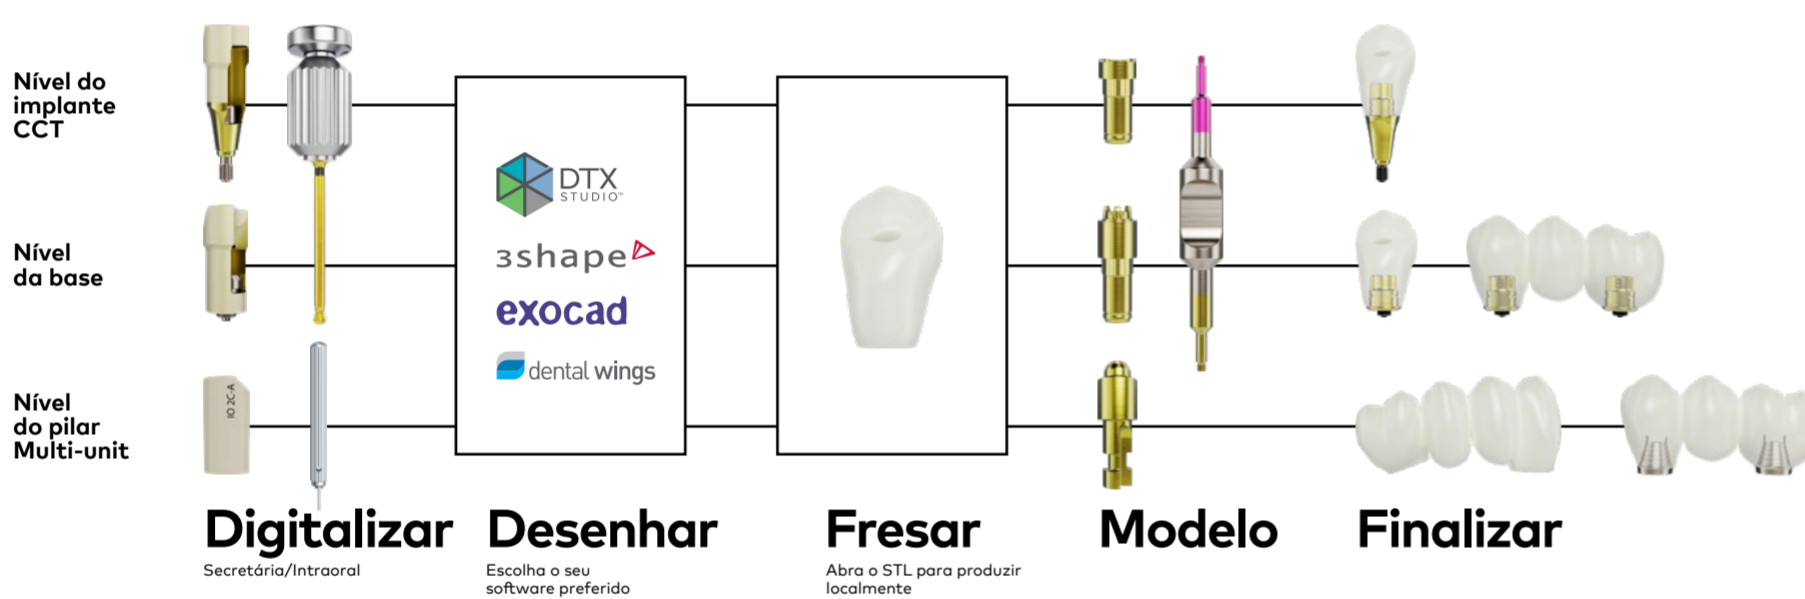 Nível do
implante
CCT
DTX
STUDIO™
3shape
exocad
dental wings
Nível
da base
Nível
do pilar
Multi-unit
IO 2C-A
Digitalizar
Secretária/Intraoral
Desenhar
Escolha o seu
software preferido
Fresar
Abra o STL para produzir
localmente
Modelo
Finalizar